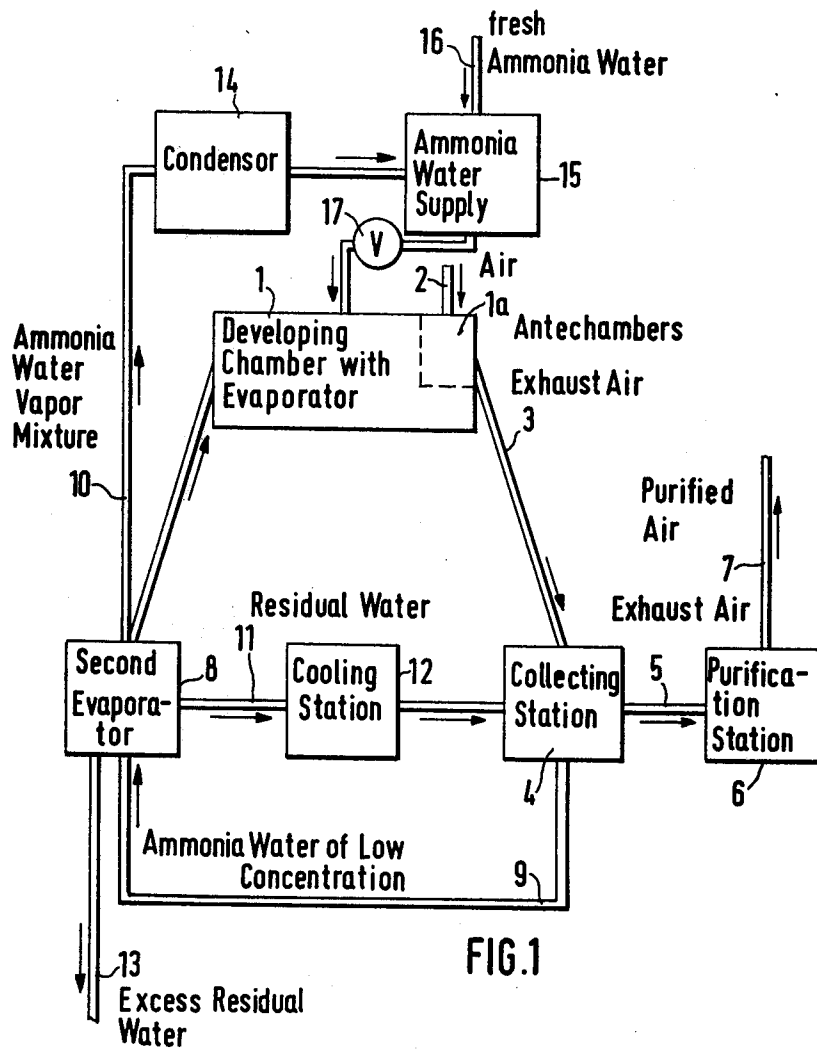 fresh
16
Ammonia Water
14
Condensor
Ammonia
Water
Supply
15
17
V
Air
2
1
1a
Developing
Chamber with
Evaporator
Antechambers
Exhaust Air
3
Ammonia
Water
Vapor
Mixture
10
Purified
Air
7
Exhaust Air
Residual Water
Second
Evapora-
tor
8
11
Cooling
Station
12
Collecting
Station
4
5
Purifica-
tion
Station
6
Ammonia Water of Low
Concentration
9
13
Excess Residual
Water
FIG.1